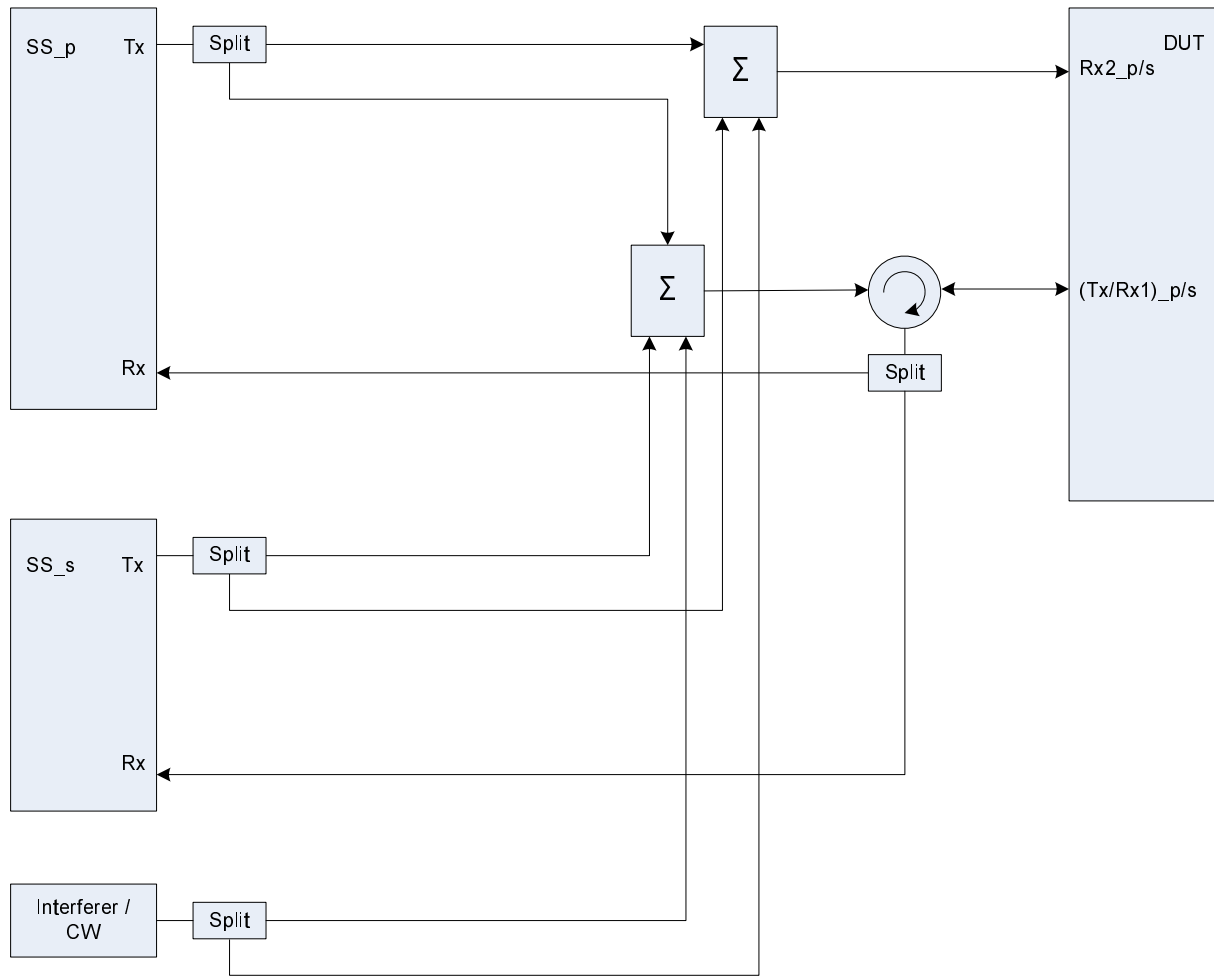 SS_p Tx
Split
Σ
DUT
Rx2_p/s
Σ
(Tx/Rx1)_p/s
Rx
Split
SS_s Tx
Split
Rx
Interferer /
CW
Split